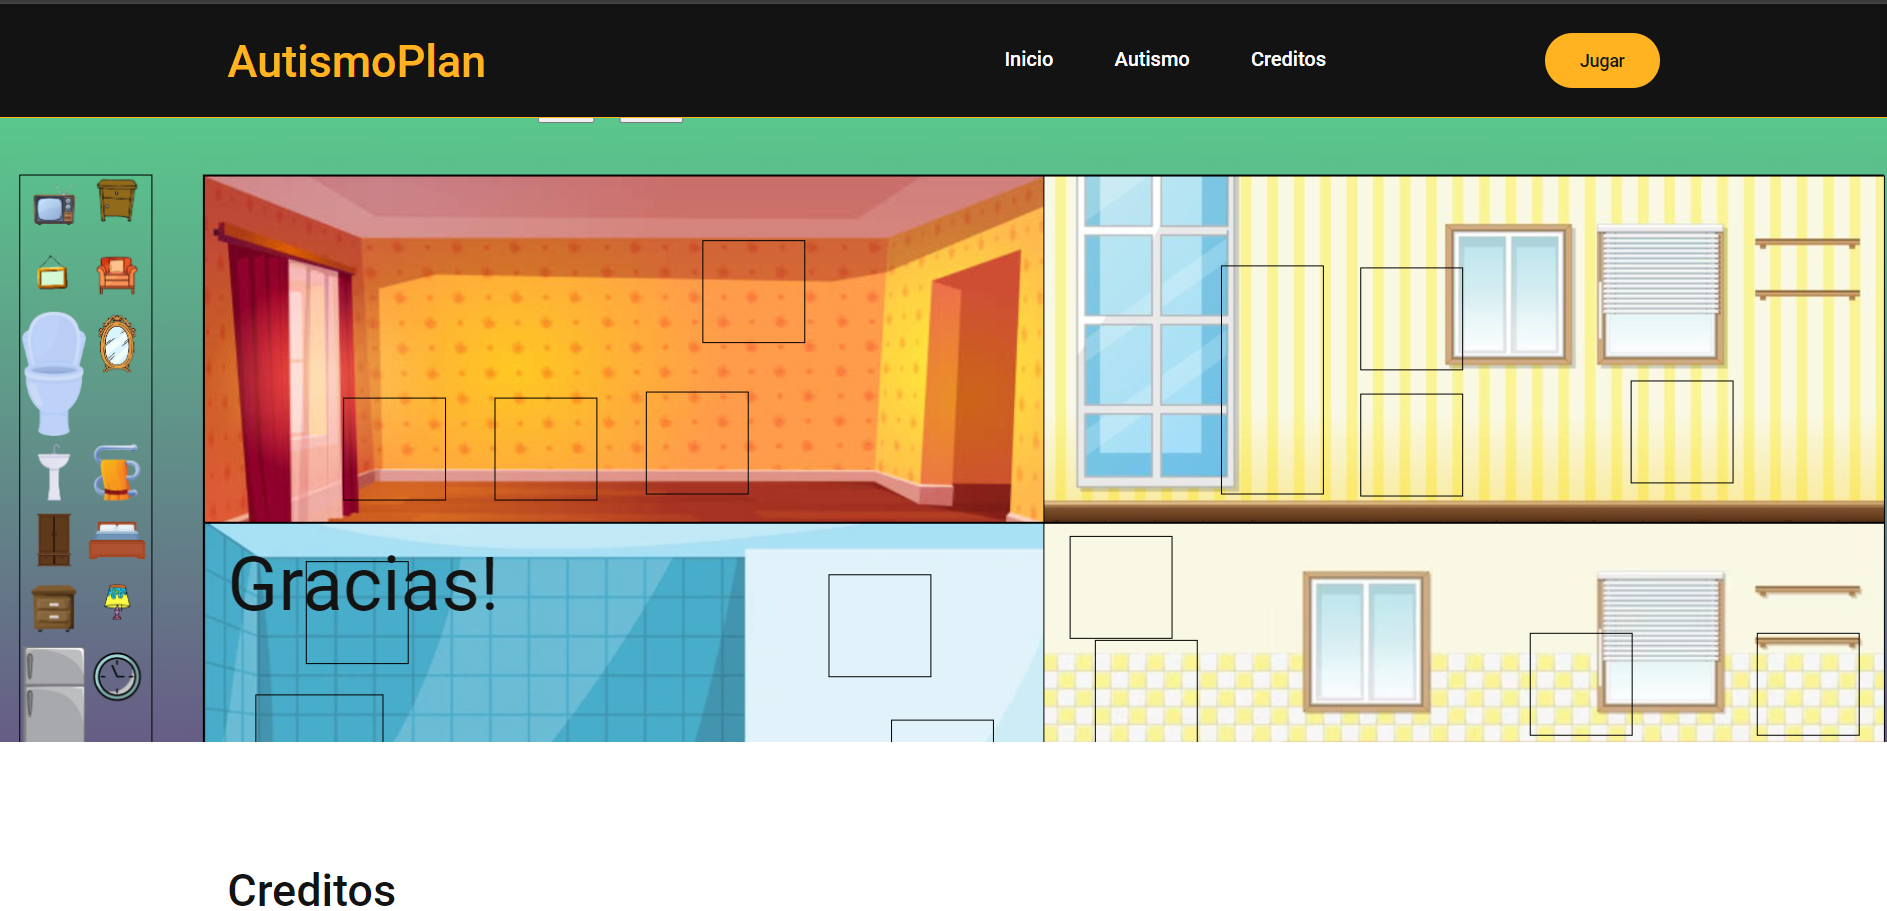 AutismoPlan
Inicio Autismo Creditos
Jugar
Gracias!
Creditos